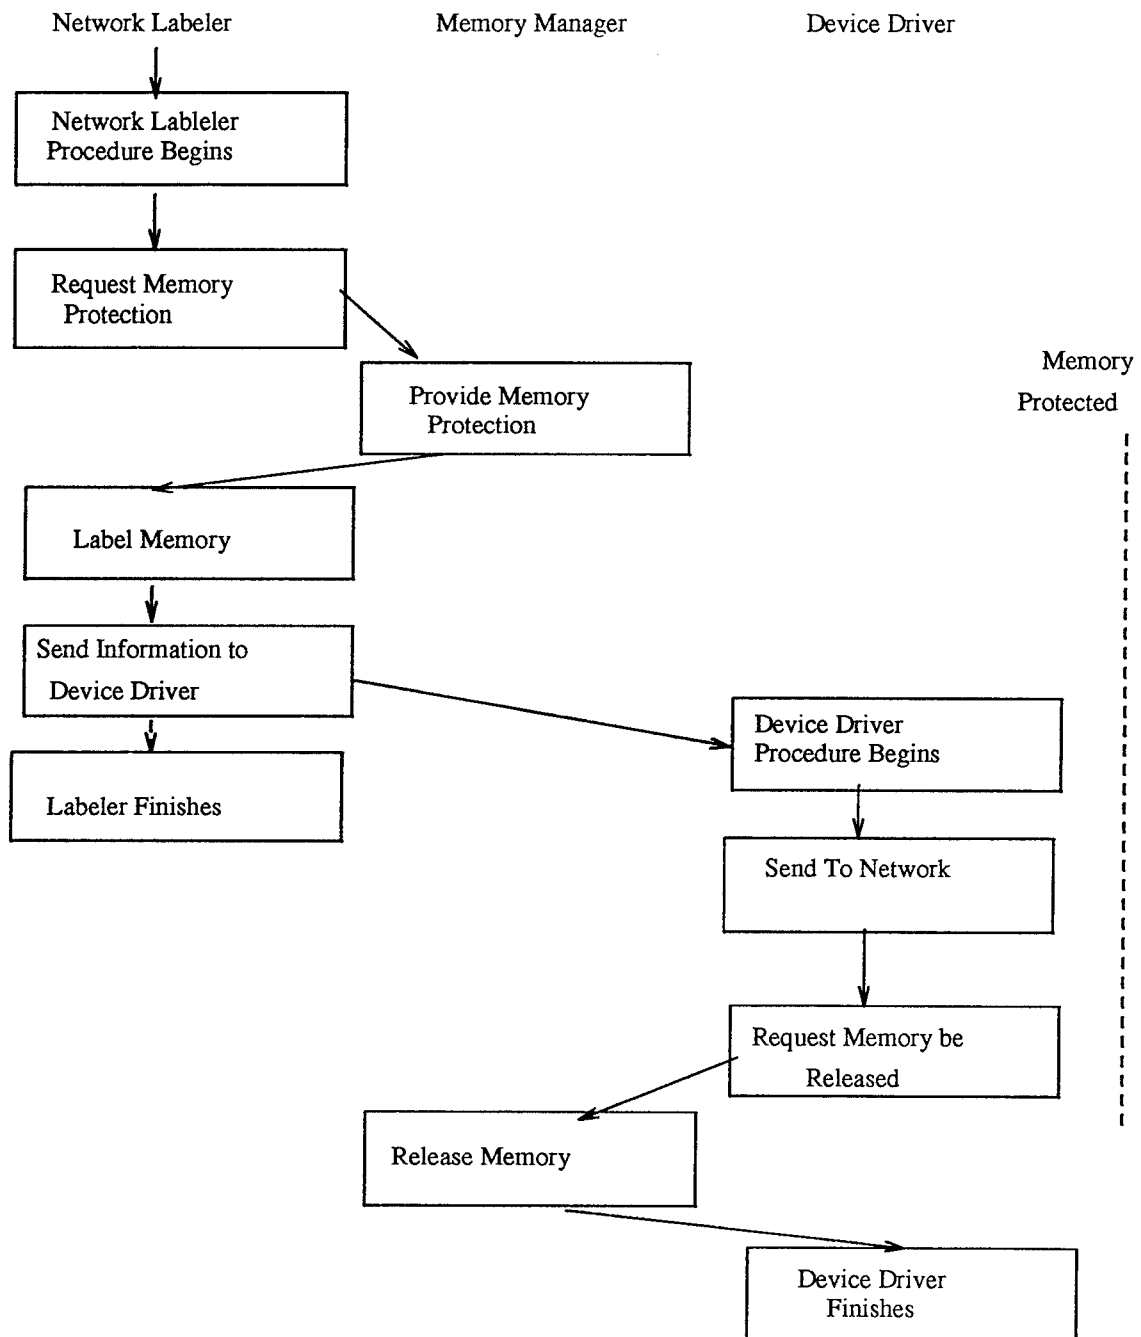 Network Labeler
Memory Manager
Device Driver
Network Lableler
Procedure Begins
Request Memory
Protection
Provide Memory
Protection
Memory
Protected
Label Memory
Send Information to
Device Driver
Device Driver
Procedure Begins
Labeler Finishes
Send To Network
Request Memory be
Released
Release Memory
Device Driver
Finishes